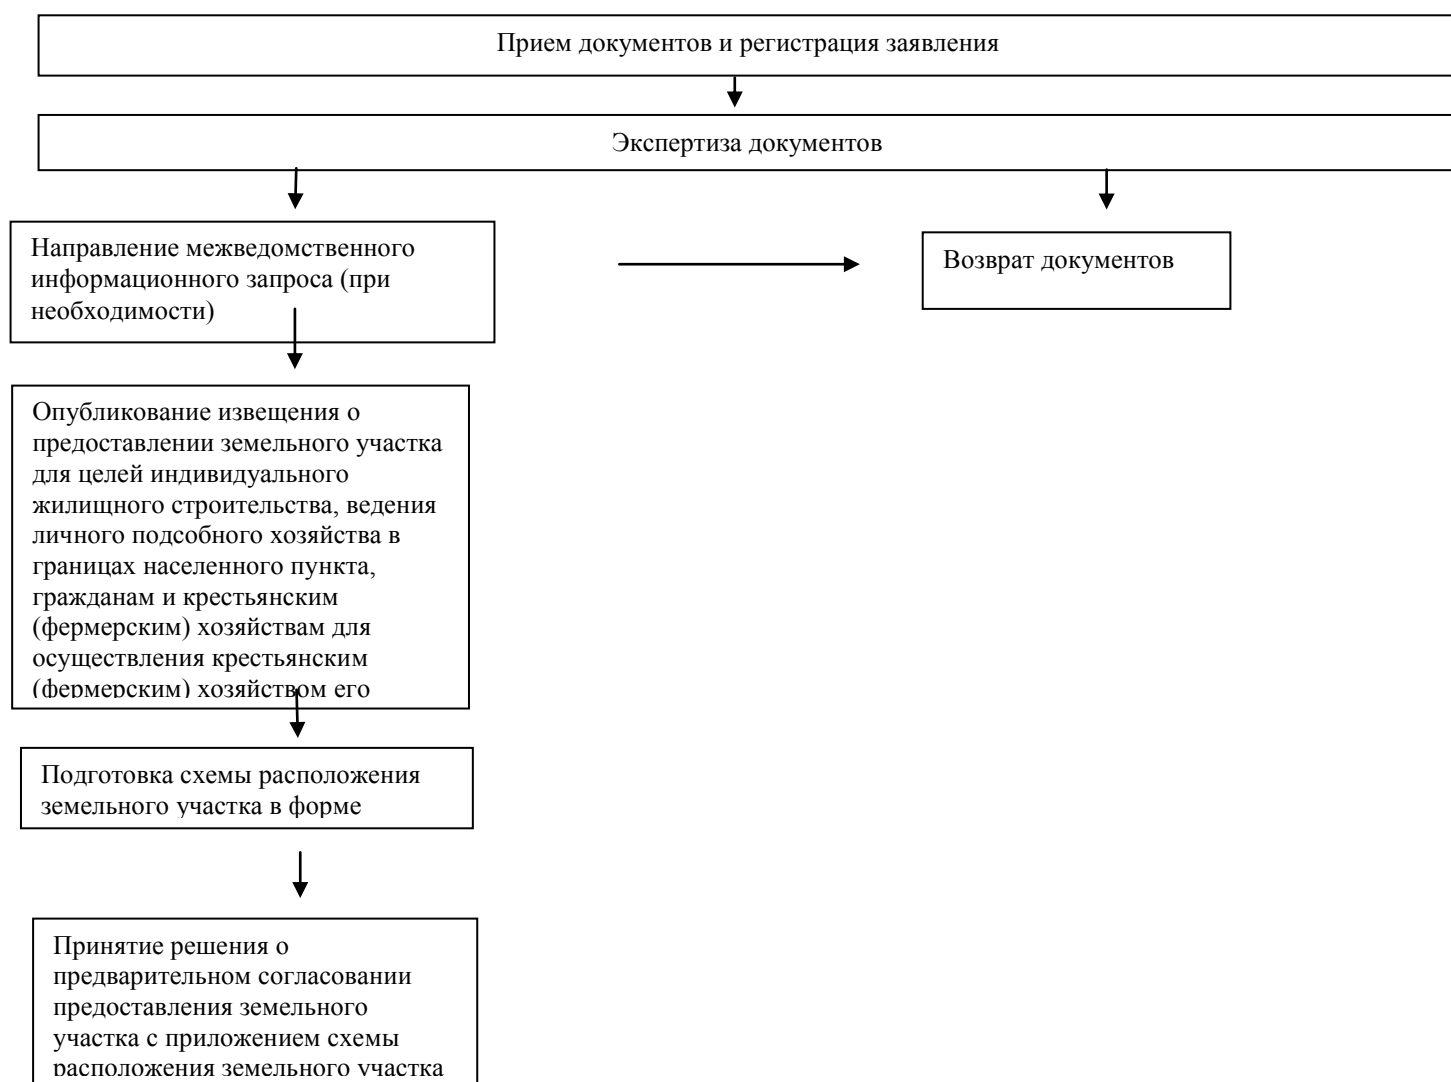 Прием документов и регистрация заявления
Экспертиза документов
Направление межведомственного
информационного запроса (при
необходимости)
Возврат документов
Опубликование извещения о
предоставлении земельного участка
для целей индивидуального
жилищного строительства, ведения
личного подсобного хозяйства в
границах населенного пункта,
гражданам и крестьянским
(фермерским) хозяйствам для
осуществления крестьянским
(фермерским) хозяйством его
Подготовка схемы расположения
земельного участка в форме
Принятие решения о
предварительном согласовании
предоставления земельного
участка с приложением схемы
расположения земельного участка